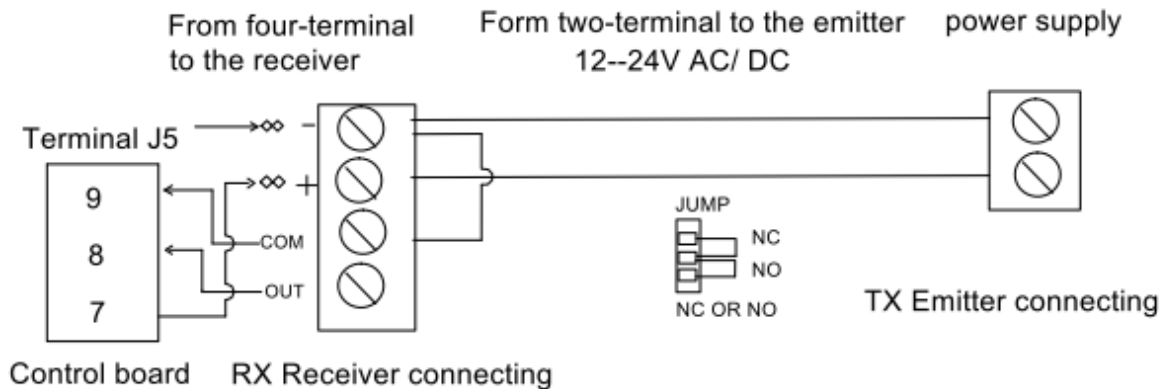 From four-terminal
to the receiver
Form two-terminal to the emitter
12--24V AC/ DC
power supply
Terminal J5
-
+
9
8
7
COM
OUT
JUMP
NC
NO
NC OR NO
TX Emitter connecting
Control board
RX Receiver connecting